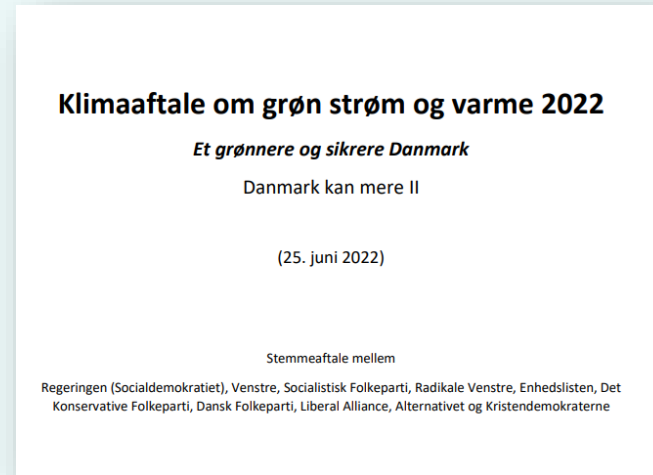 Klimaaftale om grøn strøm og varme 2022
Et grønnere og sikrere Danmark
Danmark kan mere II
(25. juni 2022)
Stemmeaftale mellem
Regeringen (Socialdemokratiet), Venstre, Socialistisk Folkeparti, Radikale Venstre, Enhedslisten, Det
Konservative Folkeparti, Dansk Folkeparti, Liberal Alliance, Alternativet og Kristendemokraterne